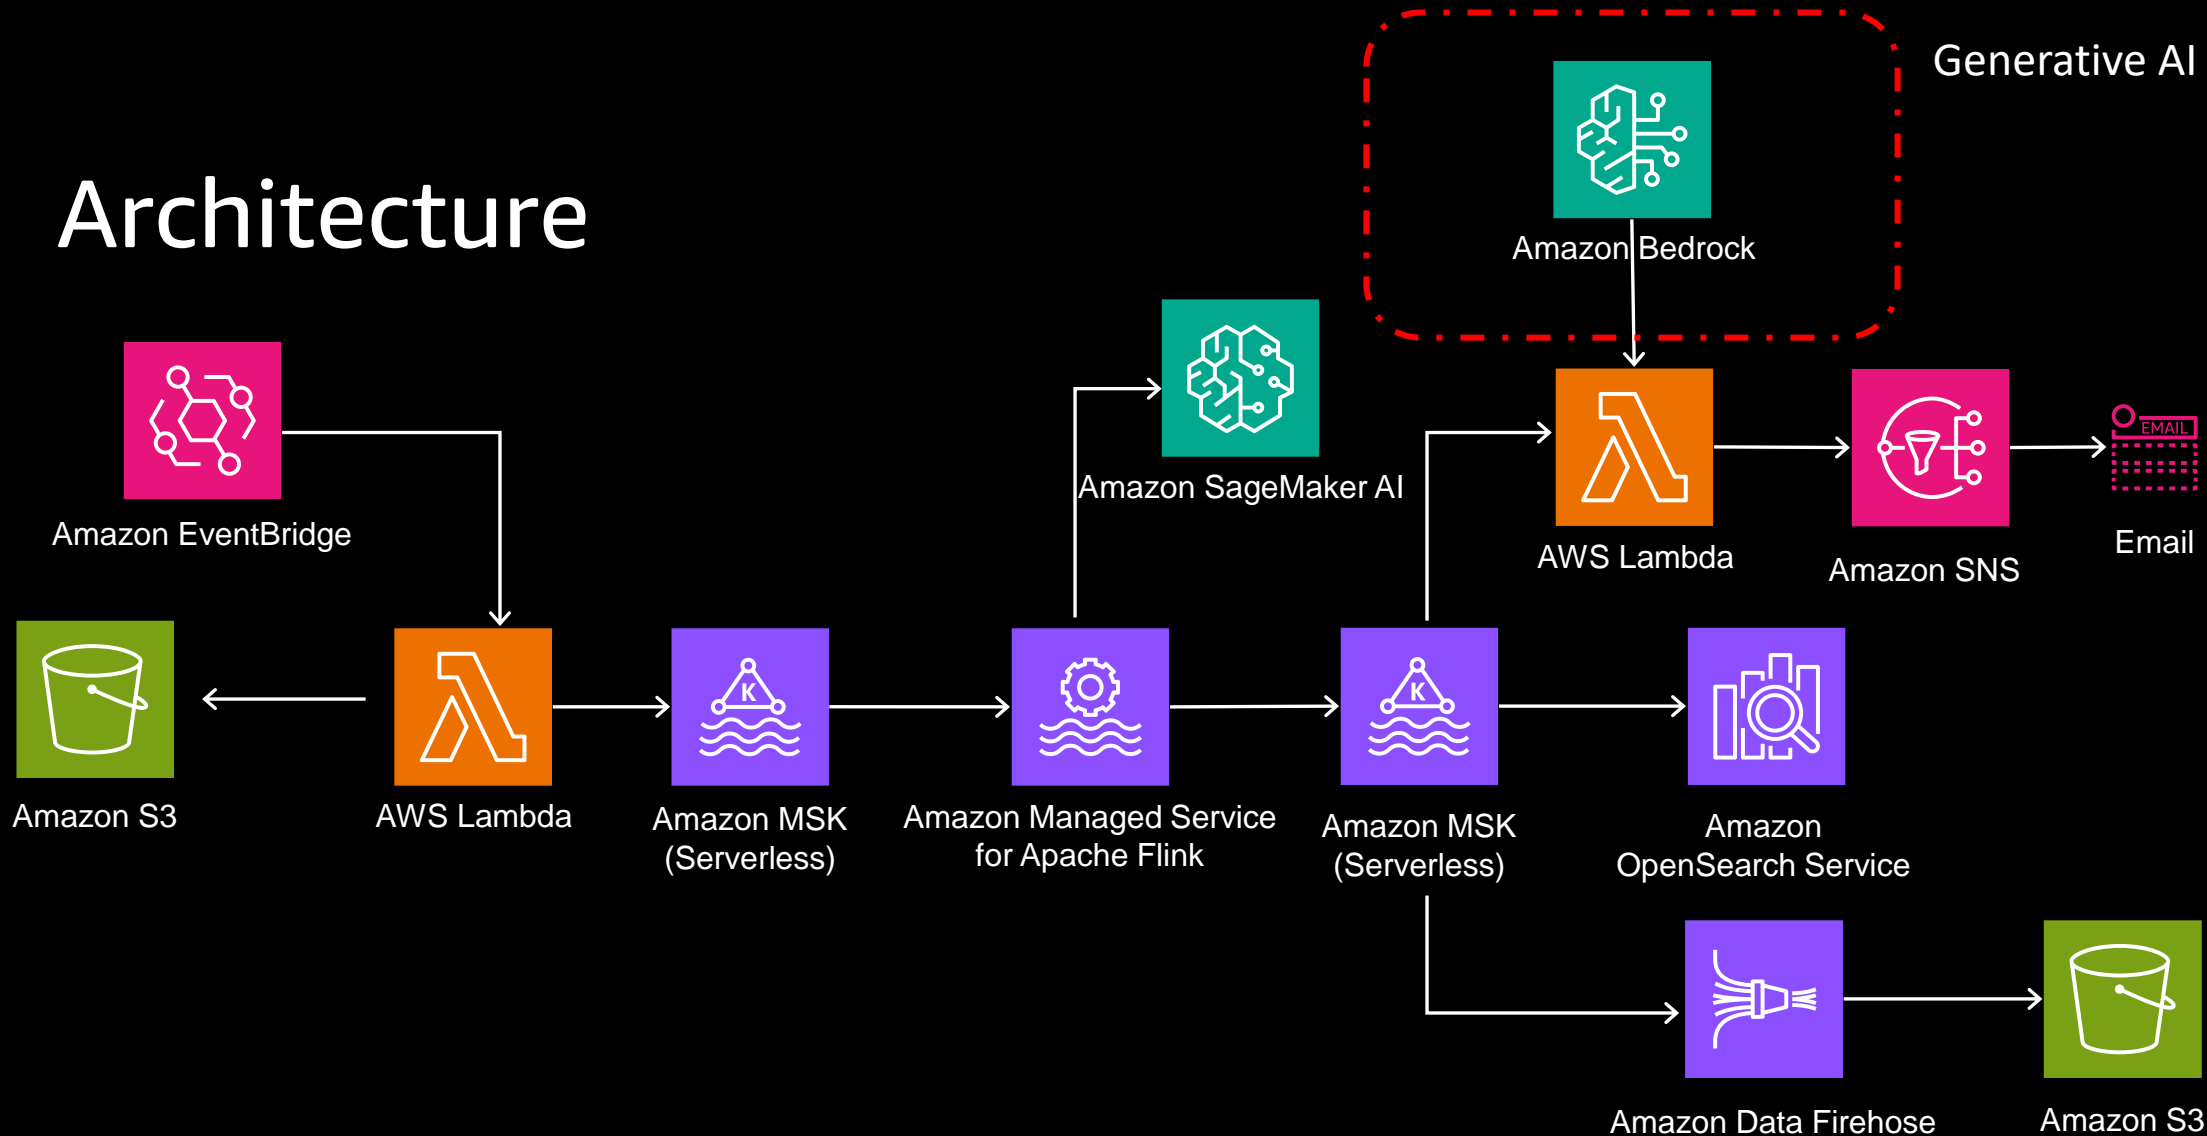 Generative AI
Architecture
Amazon Bedrock
Amazon SageMaker AI
EMAIL
Amazon EventBridge
AWS Lambda
Amazon SNS
Email
K
K
Amazon S3
AWS Lambda
Amazon MSK
(Serverless)
Amazon Managed Service
for Apache Flink
Amazon MSK
(Serverless)
Amazon
OpenSearch Service
Amazon Data Firehose
Amazon S3